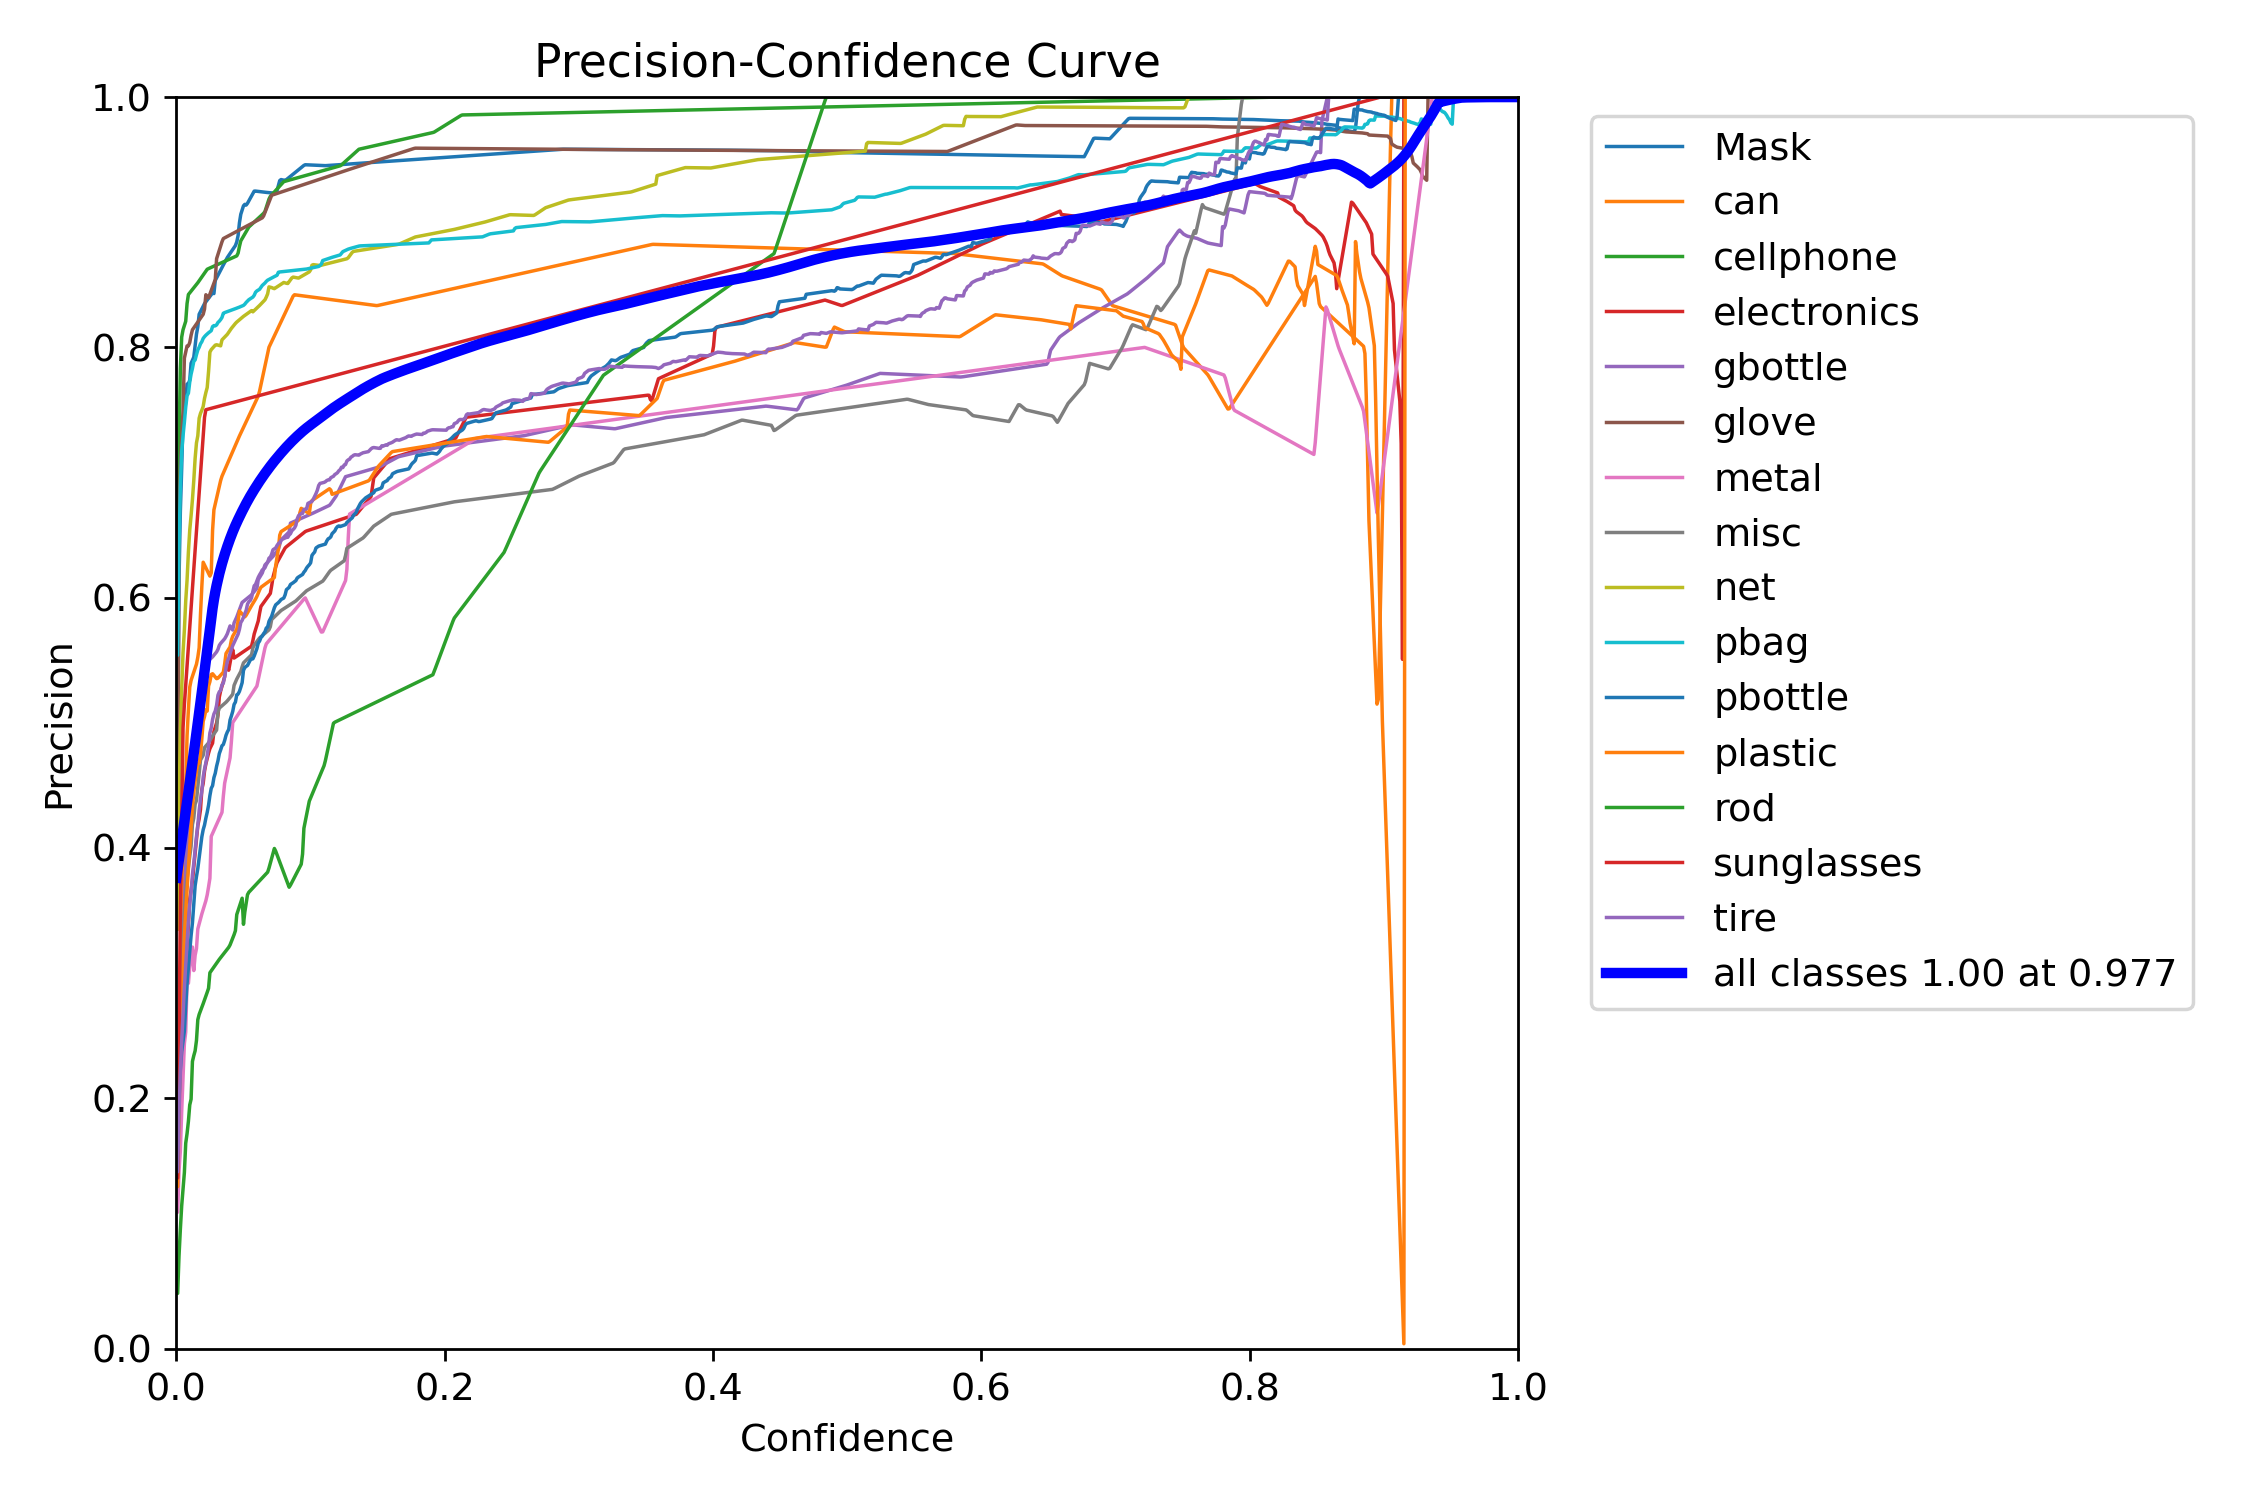 Precision-Confidence Curve
1.0
0.8
0.6
0.4
0.2
0.0
Precision
0.0 0.2 0.4 0.6 0.8 1.0
Confidence
Mask
can
cellphone
electronics
gbottle
glove
metal
misc
net
pbag
pbottle
plastic
rod
sunglasses
tire
all classes 1.00 at 0.977